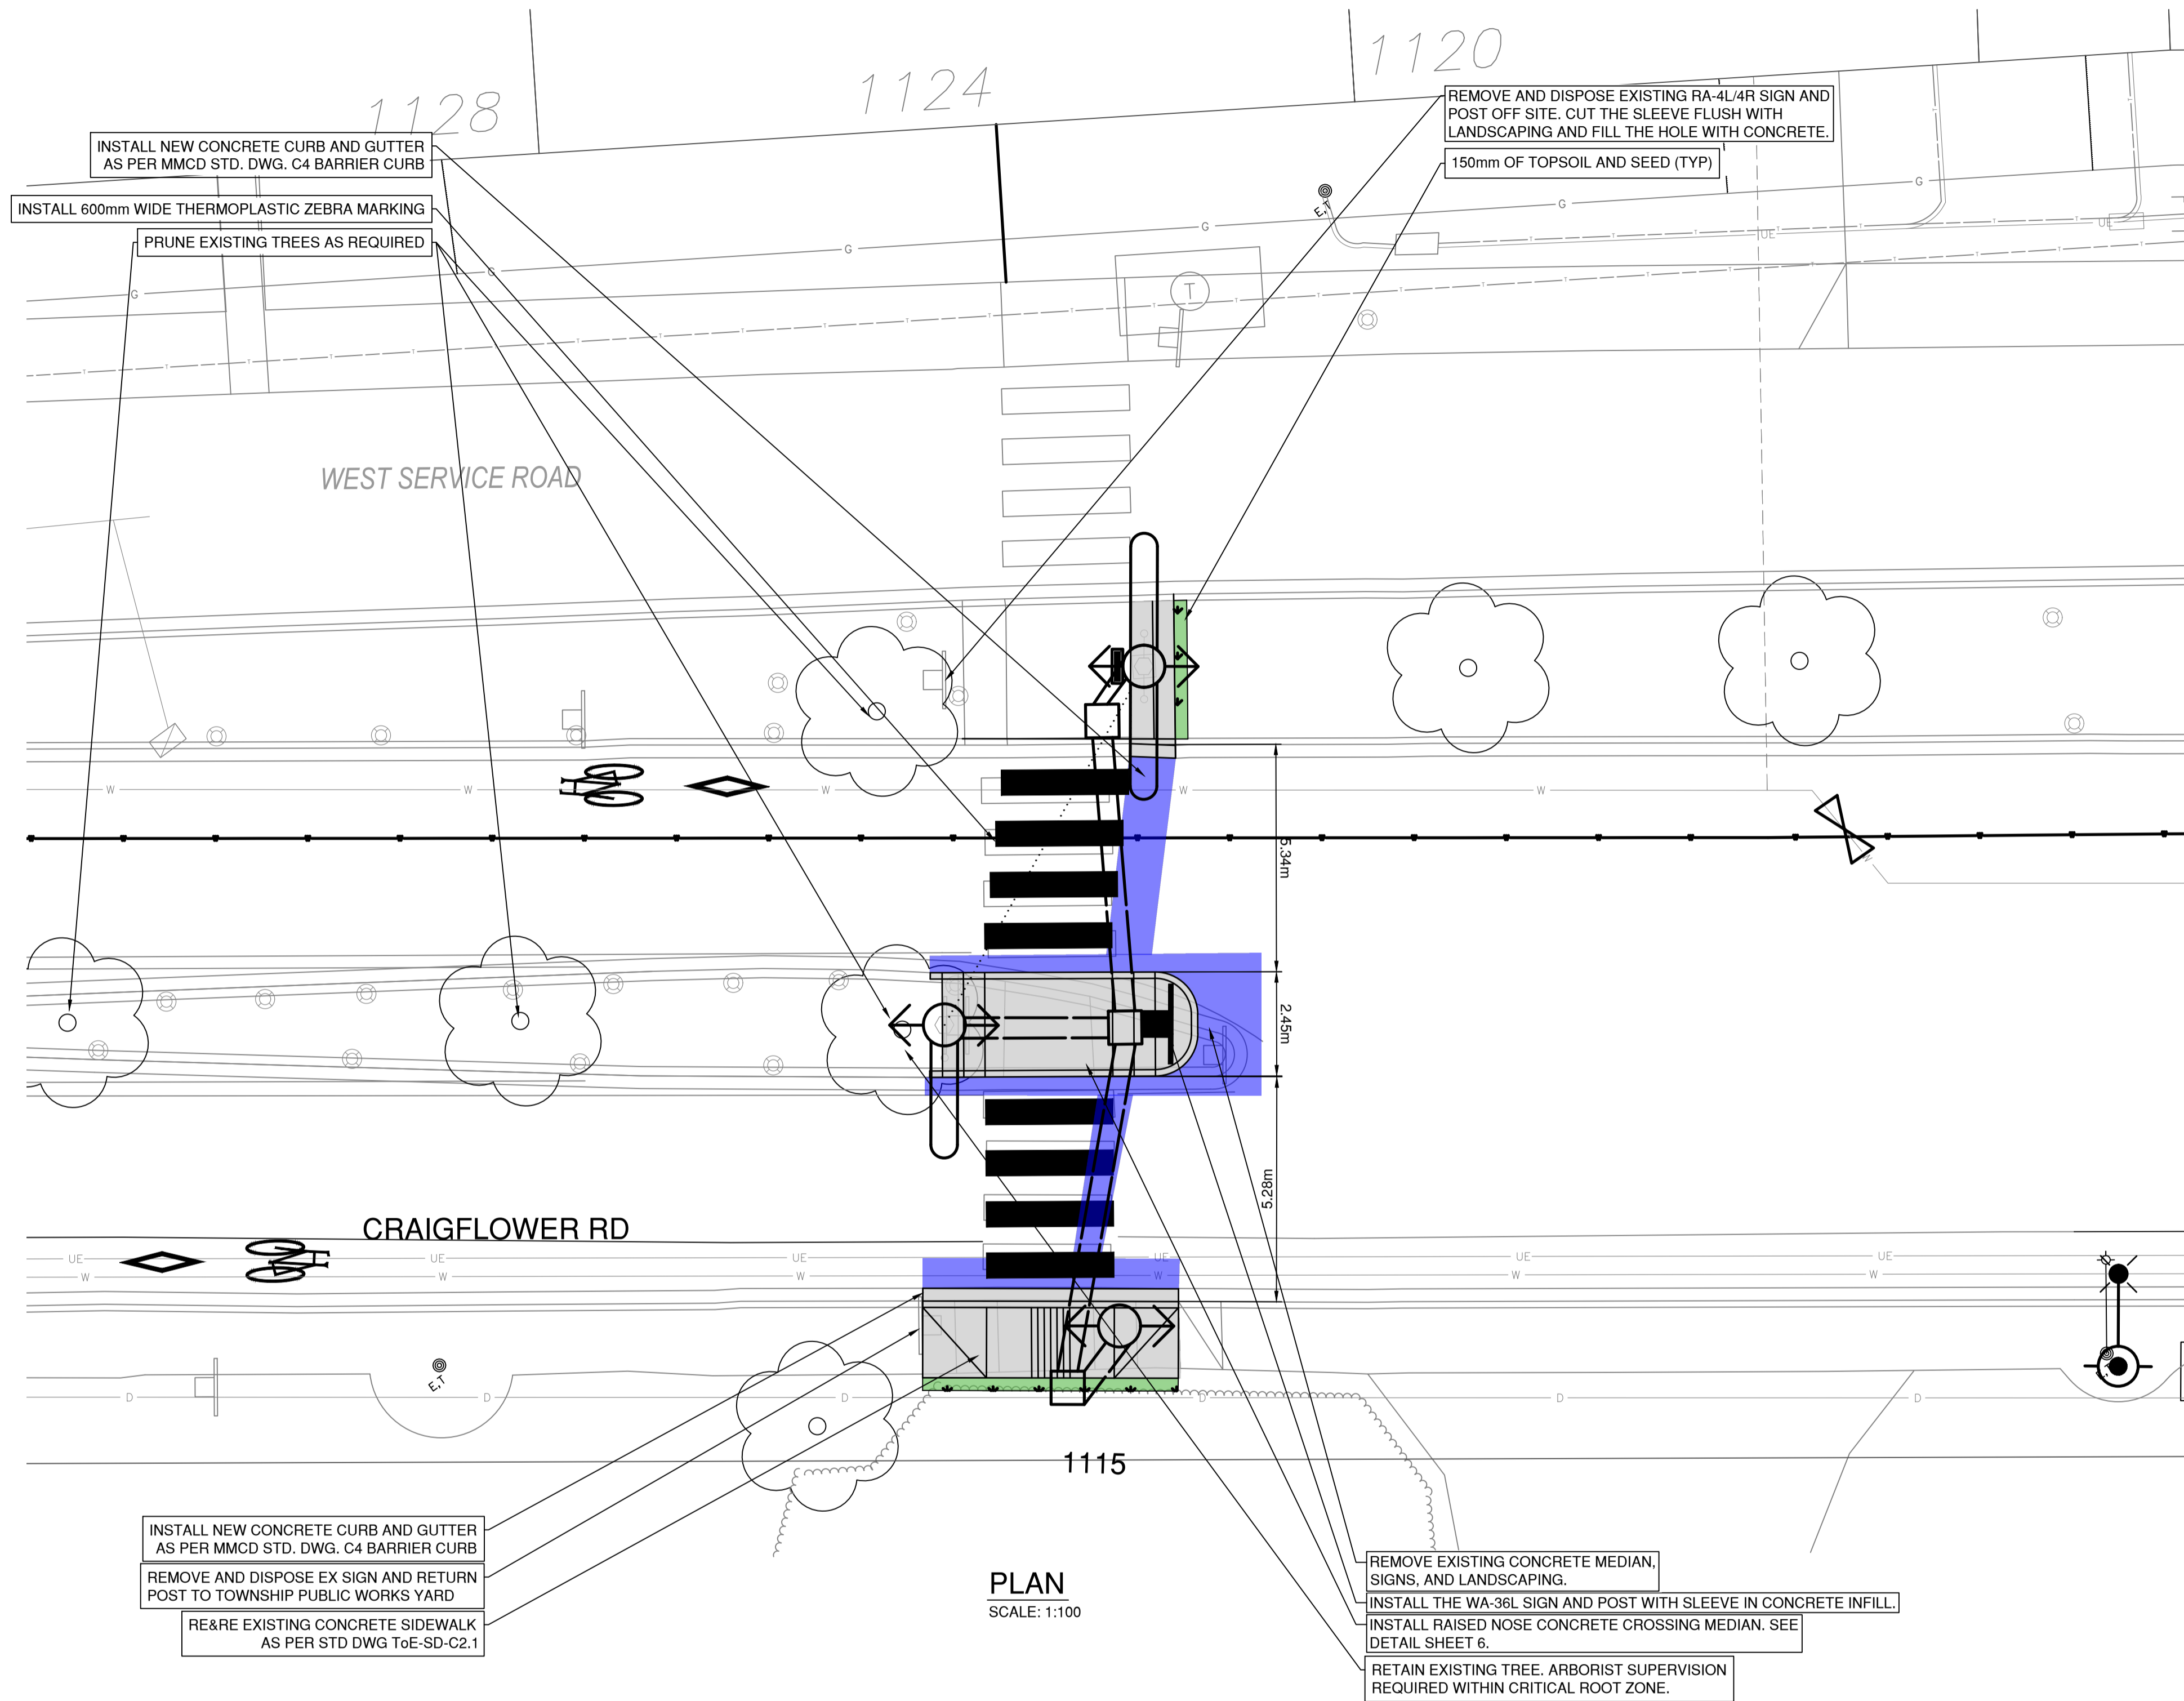 1128
1124
1120
INSTALL NEW CONCRETE CURB AND GUTTER
AS PER MMCD STD. DWG. C4 BARRIER CURB
INSTALL 600mm WIDE THERMOPLASTIC ZEBRA MARKING
PRUNE EXISTING TREES AS REQUIRED
REMOVE AND DISPOSE EXISTING RA-4L/4R SIGN AND
POST OFF SITE. CUT THE SLEEVE FLUSH WITH
LANDSCAPING AND FILL THE HOLE WITH CONCRETE.
150mm OF TOPSOIL AND SEED (TYP)
E,T
G G G G G G
UE UE
T
WEST SERVICE ROAD
W W W W W W
5.34m
2.45m
5.28m
CRAIGFLOWER RD
UE UE UE UE UE UE
W W W W W W
E,T
D D D D D D
1115
INSTALL NEW CONCRETE CURB AND GUTTER
AS PER MMCD STD. DWG. C4 BARRIER CURB
REMOVE AND DISPOSE EX SIGN AND RETURN
POST TO TOWNSHIP PUBLIC WORKS YARD
RE&RE EXISTING CONCRETE SIDEWALK
AS PER STD DWG ToE-SD-C2.1
PLAN
SCALE: 1:100
REMOVE EXISTING CONCRETE MEDIAN,
SIGNS, AND LANDSCAPING.
INSTALL THE WA-36L SIGN AND POST WITH SLEEVE IN CONCRETE INFILL.
INSTALL RAISED NOSE CONCRETE CROSSING MEDIAN. SEE
DETAIL SHEET 6.
RETAIN EXISTING TREE. ARBORIST SUPERVISION
REQUIRED WITHIN CRITICAL ROOT ZONE.